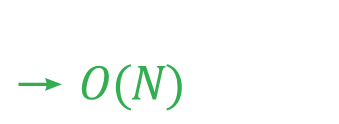 → O(N)